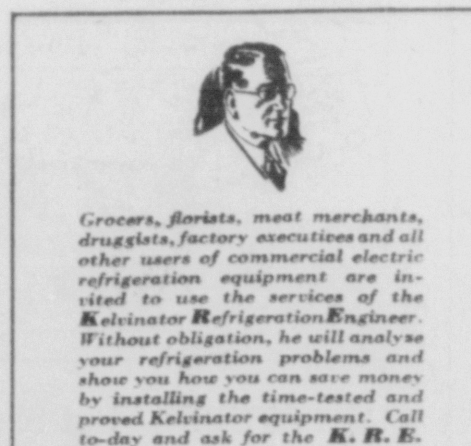 Grocers, florists, meat merchants,
druggists, factory executives and all
other users of commercial electric
refrigeration equipment are in-
vited to use the services of the
Kelvinator Refrigeration Engineer.
Without obligation, he will analyse
your refrigeration problems and
show you how you can save money
by installing the time-tested and
proved Kelvinator equipment. Call
to-day and ask for the K. R. E.